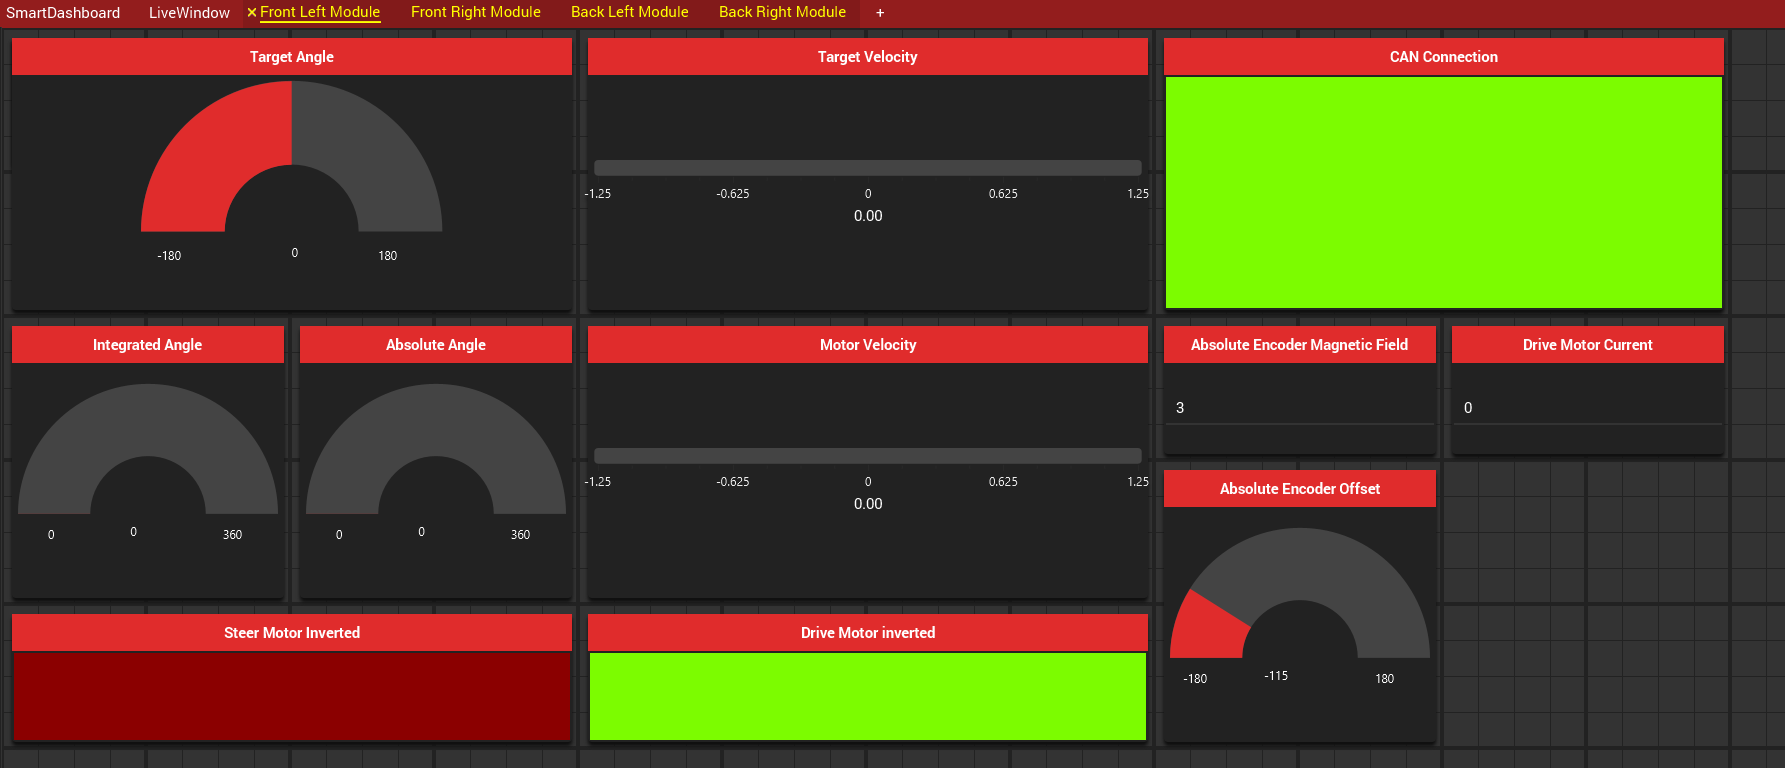 SmartDashboard LiveWindow × Front Left Module Front Right Module Back Left Module Back Right Module +
Target Angle
-180 0 180
Target Velocity
-1.25 -0.625 0 0.625 1.25
0.00
CAN Connection
Integrated Angle
0 0 360
Absolute Angle
0 0 360
Motor Velocity
-1.25 -0.625 0 0.625 1.25
0.00
Absolute Encoder Magnetic Field
3
Drive Motor Current
0
Absolute Encoder Offset
-180 -115 180
Steer Motor Inverted
Drive Motor inverted